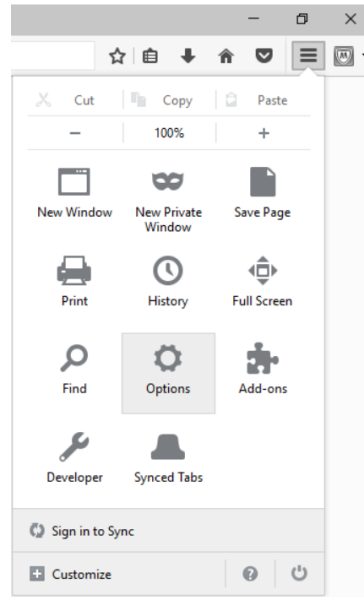 Cut Copy Paste
− 100% +
New Window New Private Window Save Page
Print History Full Screen
Find Options Add-ons
Developer Synced Tabs
Sign in to Sync
Customize